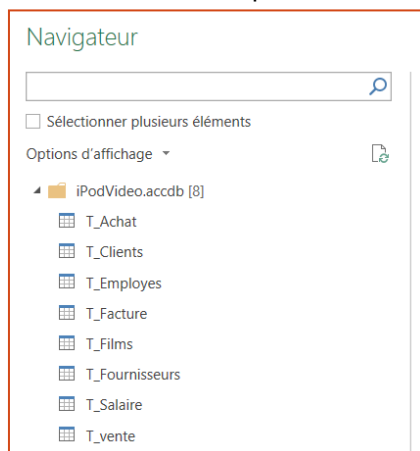 Navigateur
Sélectionner plusieurs éléments
Options d'affichage
iPodVideo.accdb [8]
T_Achat
T_Clients
T_Employes
T_Facture
T_Films
T_Fournisseurs
T_Salaire
T_vente